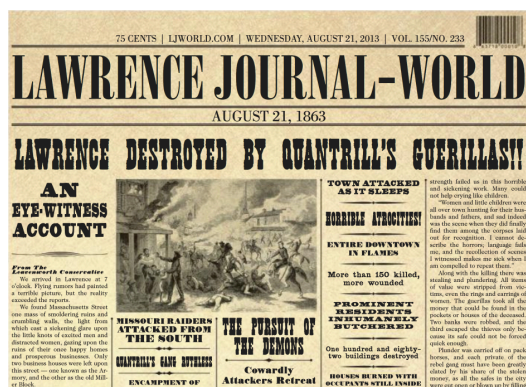 75 CENTS | LJWORLD.COM | WEDNESDAY, AUGUST 21, 2013 | VOL. 155/NO. 233
LAWRENCE JOURNAL-WORLD
AUGUST 21, 1863
LAWRENCE DESTROYED BY QUANTRILL'S GUERILLAS!!
AN
EYE-WITNESS
ACCOUNT
From The
Leavenworth Conservative
We arrived in Lawrence at 7
o'clock. Flying rumors had painted
a terrible picture, but the reality
exceeded the reports.
We found Massachusetts Street
one mass of smoldering ruins and
crumbling walls, the light from
which cast a sickening glare upon
the little knots of excited men and
distracted women, gazing upon the
ruins of their once happy homes
and prosperous businesses. Only
two business houses were left upon
this street — one known as the Ar-
mory, and the other as the old Mill-
er Block.
MISSOURI RAIDERS
ATTACKED FROM
THE SOUTH
QUANTRILL'S GANG RUTHLESS
ENCAMPMENT OF
THE PURSUIT OF
THE DEMONS
Cowardly
Attackers Retreat
TOWN ATTACKED
AS IT SLEEPS
HORRIBLE ATROCITIES!
ENTIRE DOWNTOWN
IN FLAMES
More than 150 killed,
more wounded
PROMINENT
RESIDENTS
INHUMANELY
BUTCHERED
One hundred and eighty-
two buildings destroyed
HOUSES BURNED WITH
OCCUPANTS STILL INSIDE
strength failed us in this horrible
and sickening work. Many could
not help crying like children.
"Women and little children were
all over town hunting for their hus-
bands and fathers, and sad indeed
was the scene when they did finally
find them among the corpses laid
out for recognition. I cannot de-
scribe the horrors; language fails
me, and the recollection of scenes
I witnessed makes me sick when I
am compelled to repeat them."
Along with the killing there was
stealing and plundering. All items
of value were stripped from vic-
tims, even the rings and earrings of
women. The guerillas took all the
money that could be found in the
pockets or houses of the deceased.
Two banks were robbed, and the
third escaped the thieves only be-
cause its safe could not be forced
quick enough.
Plunder was carried off on pack
horses, and each private of the
rebel gang must have been greatly
elated by his share of the stolen
money, as all the safes in the city
were cut open or blown up by